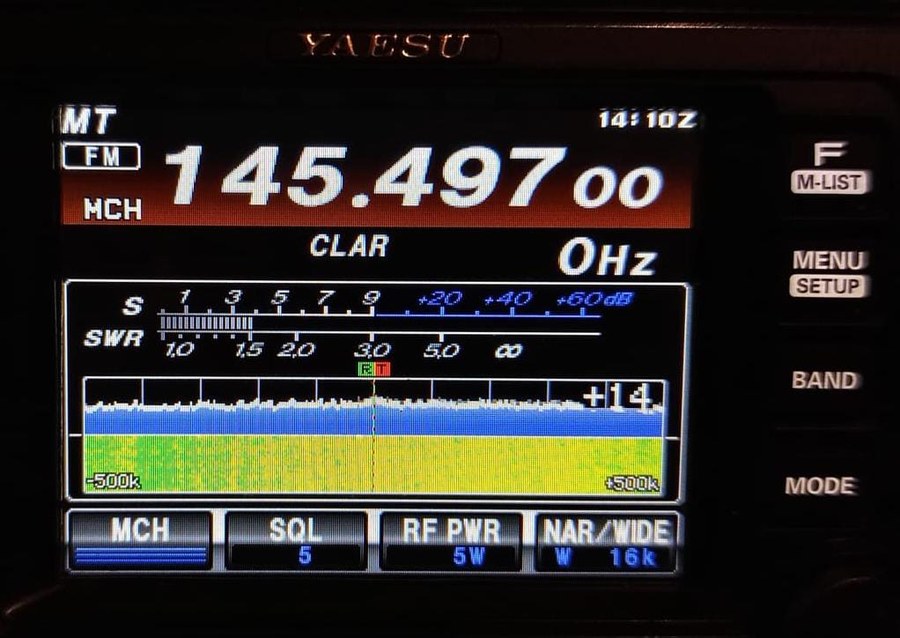 YAESU
MT 14:10Z
FM 145.497 00
MCH
CLAR 0Hz
S 1 3 5 7 9 +20 +40 +60dB
SWR 1.0 1.5 2.0 3.0 5.0 ∞
R T
+14
-500k +500k
MCH SQL RF PWR NAR/WIDE
5 5W W 16k
F
M-LIST
MENU
SETUP
BAND
MODE